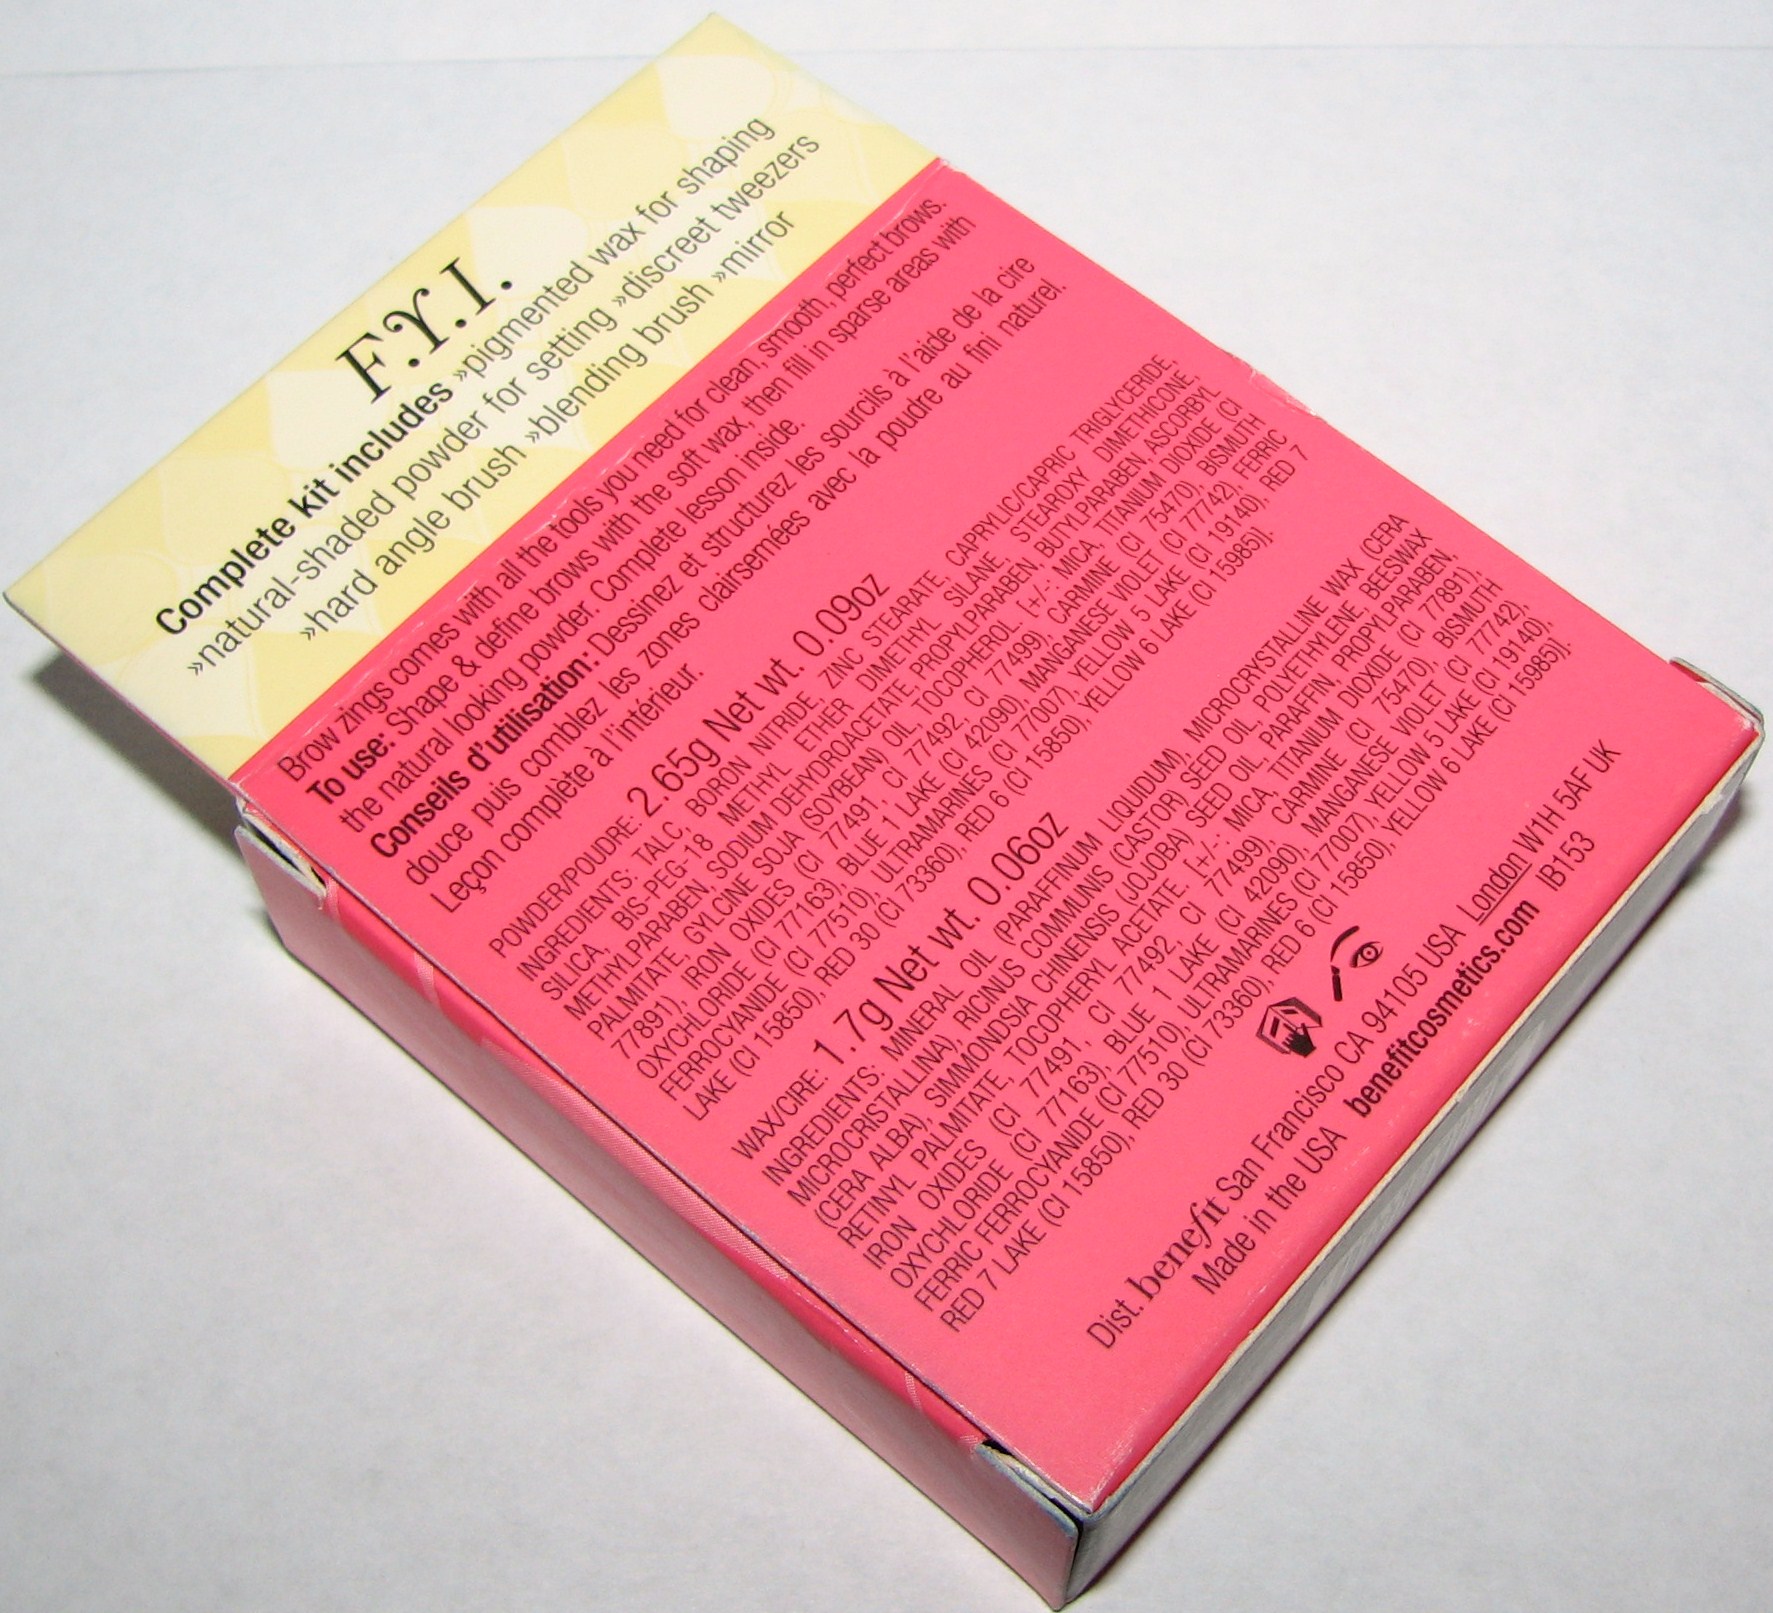 F.Y.I.
Complete kit includes »pigmented wax for shaping
»natural-shaded powder for setting »discreet tweezers
»hard angle brush »blending brush »mirror
Brow zings comes with all the tools you need for clean, smooth, perfect brows.
To use: Shape & define brows with the soft wax, then fill in sparse areas with
the natural looking powder. Complete lesson inside.
Conseils d'utilisation: Dessinez et structurez les sourcils à l'aide de la cire
douce puis comblez les zones clairsemées avec la poudre au fini naturel.
Leçon complète à l'intérieur.
POWDER/POUDRE: 2.65g Net wt. 0.09oz
INGREDIENTS: TALC, BORON NITRIDE, ZINC STEARATE, CAPRYLIC/CAPRIC TRIGLYCERIDE,
SILICA, BIS-PEG-18 METHYL ETHER DIMETHYL SILANE, STEAROXY DIMETHICONE,
METHYLPARABEN, SODIUM DEHYDROACETATE, PROPYLPARABEN, BUTYLPARABEN ASCORBYL
PALMITATE, GYLCINE SOJA (SOYBEAN) OIL, TOCOPHEROL. [+/-: MICA, TITANIUM DIOXIDE (CI
77891), IRON OXIDES (CI 77491, CI 77492, CI 77499), CARMINE (CI 75470), BISMUTH
OXYCHLORIDE (CI 77163), BLUE 1 LAKE (CI 42090), MANGANESE VIOLET (CI 77742), FERRIC
FERROCYANIDE (CI 77510), ULTRAMARINES (CI 77007), YELLOW 5 LAKE (CI 19140), RED 7
LAKE (CI 15850), RED 30 (CI 73360), RED 6 (CI 15850), YELLOW 6 LAKE (CI 15985)].
WAX/CIRE: 1.7g Net wt. 0.06oz
INGREDIENTS: MINERAL OIL (PARAFFINUM LIQUIDUM), MICROCRYSTALLINE WAX (CERA
MICROCRISTALLINA), RICINUS COMMUNIS (CASTOR) SEED OIL, POLYETHYLENE, BEESWAX
(CERA ALBA), SIMMONDSIA CHINENSIS (JOJOBA) SEED OIL, PARAFFIN, PROPYLPARABEN,
RETINYL PALMITATE, TOCOPHERYL ACETATE. [+/-: MICA, TITANIUM DIOXIDE (CI 77891),
IRON OXIDES (CI 77491, CI 77492, CI 77499), CARMINE (CI 75470), BISMUTH
OXYCHLORIDE (CI 77163), BLUE 1 LAKE (CI 42090), MANGANESE VIOLET (CI 77742),
FERRIC FERROCYANIDE (CI 77510), ULTRAMARINES (CI 77007), YELLOW 5 LAKE (CI 19140),
RED 7 LAKE (CI 15850), RED 30 (CI 73360), RED 6 (CI 15850), YELLOW 6 LAKE (CI 15985)].
Dist. benefit San Francisco CA 94105 USA London W1H 5AF UK
Made in the USA benefitcosmetics.com IB153